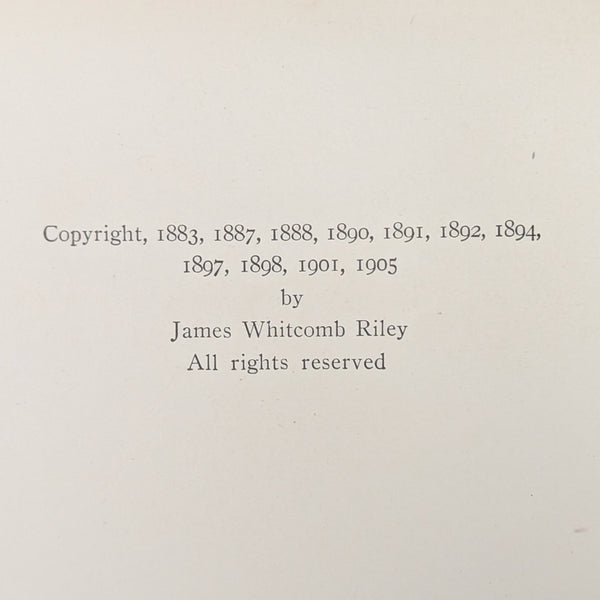 Copyright, 1883, 1887, 1888, 1890, 1891, 1892, 1894,
1897, 1898, 1901, 1905
by
James Whitcomb Riley
All rights reserved